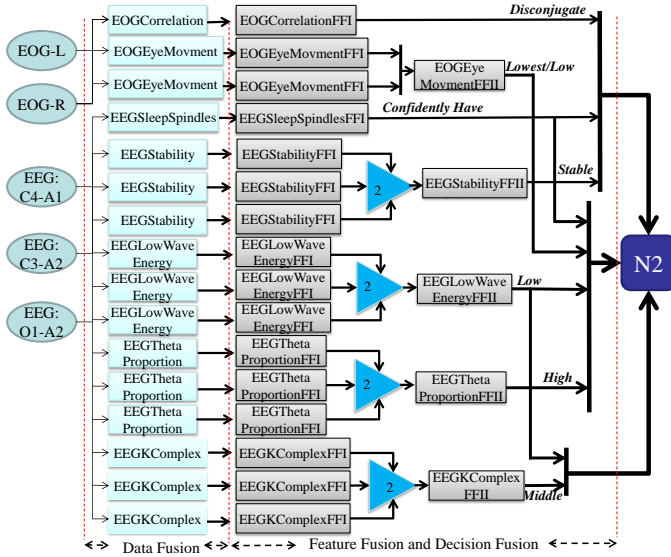 Disconjugate
EOGCorrelation
EOGCorrelationFFI
EOG-L
EOGEyeMovment
EOGEyeMovmentFFI
EOGEye
MovmentFFII
Lowest/Low
EOGEyeMovment
EOGEyeMovmentFFI
EOG-R
EEGSleepSpindles
EEGSleepSpindlesFFI
Confidently Have
EEGStability
EEGStabilityFFI
EEG:
C4-A1
EEGStability
EEGStabilityFFI
2
EEGStabilityFFII
Stable
EEGStability
EEGStabilityFFI
EEG:
C3-A2
EEGLowWave
Energy
EEGLowWave
EnergyFFI
N2
EEGLowWave
Energy
EEGLowWave
EnergyFFI
2
EEGLowWave
EnergyFFII
Low
EEG:
O1-A2
EEGLowWave
Energy
EEGLowWave
EnergyFFI
EEGTheta
Proportion
EEGTheta
ProportionFFI
EEGTheta
Proportion
EEGTheta
ProportionFFI
2
EEGTheta
ProportionFFII
High
EEGTheta
Proportion
EEGTheta
ProportionFFI
EEGKComplex
EEGKComplexFFI
EEGKComplex
EEGKComplexFFI
2
EEGKComplex
FFII
Middle
EEGKComplex
EEGKComplexFFI
Data Fusion
Feature Fusion and Decision Fusion